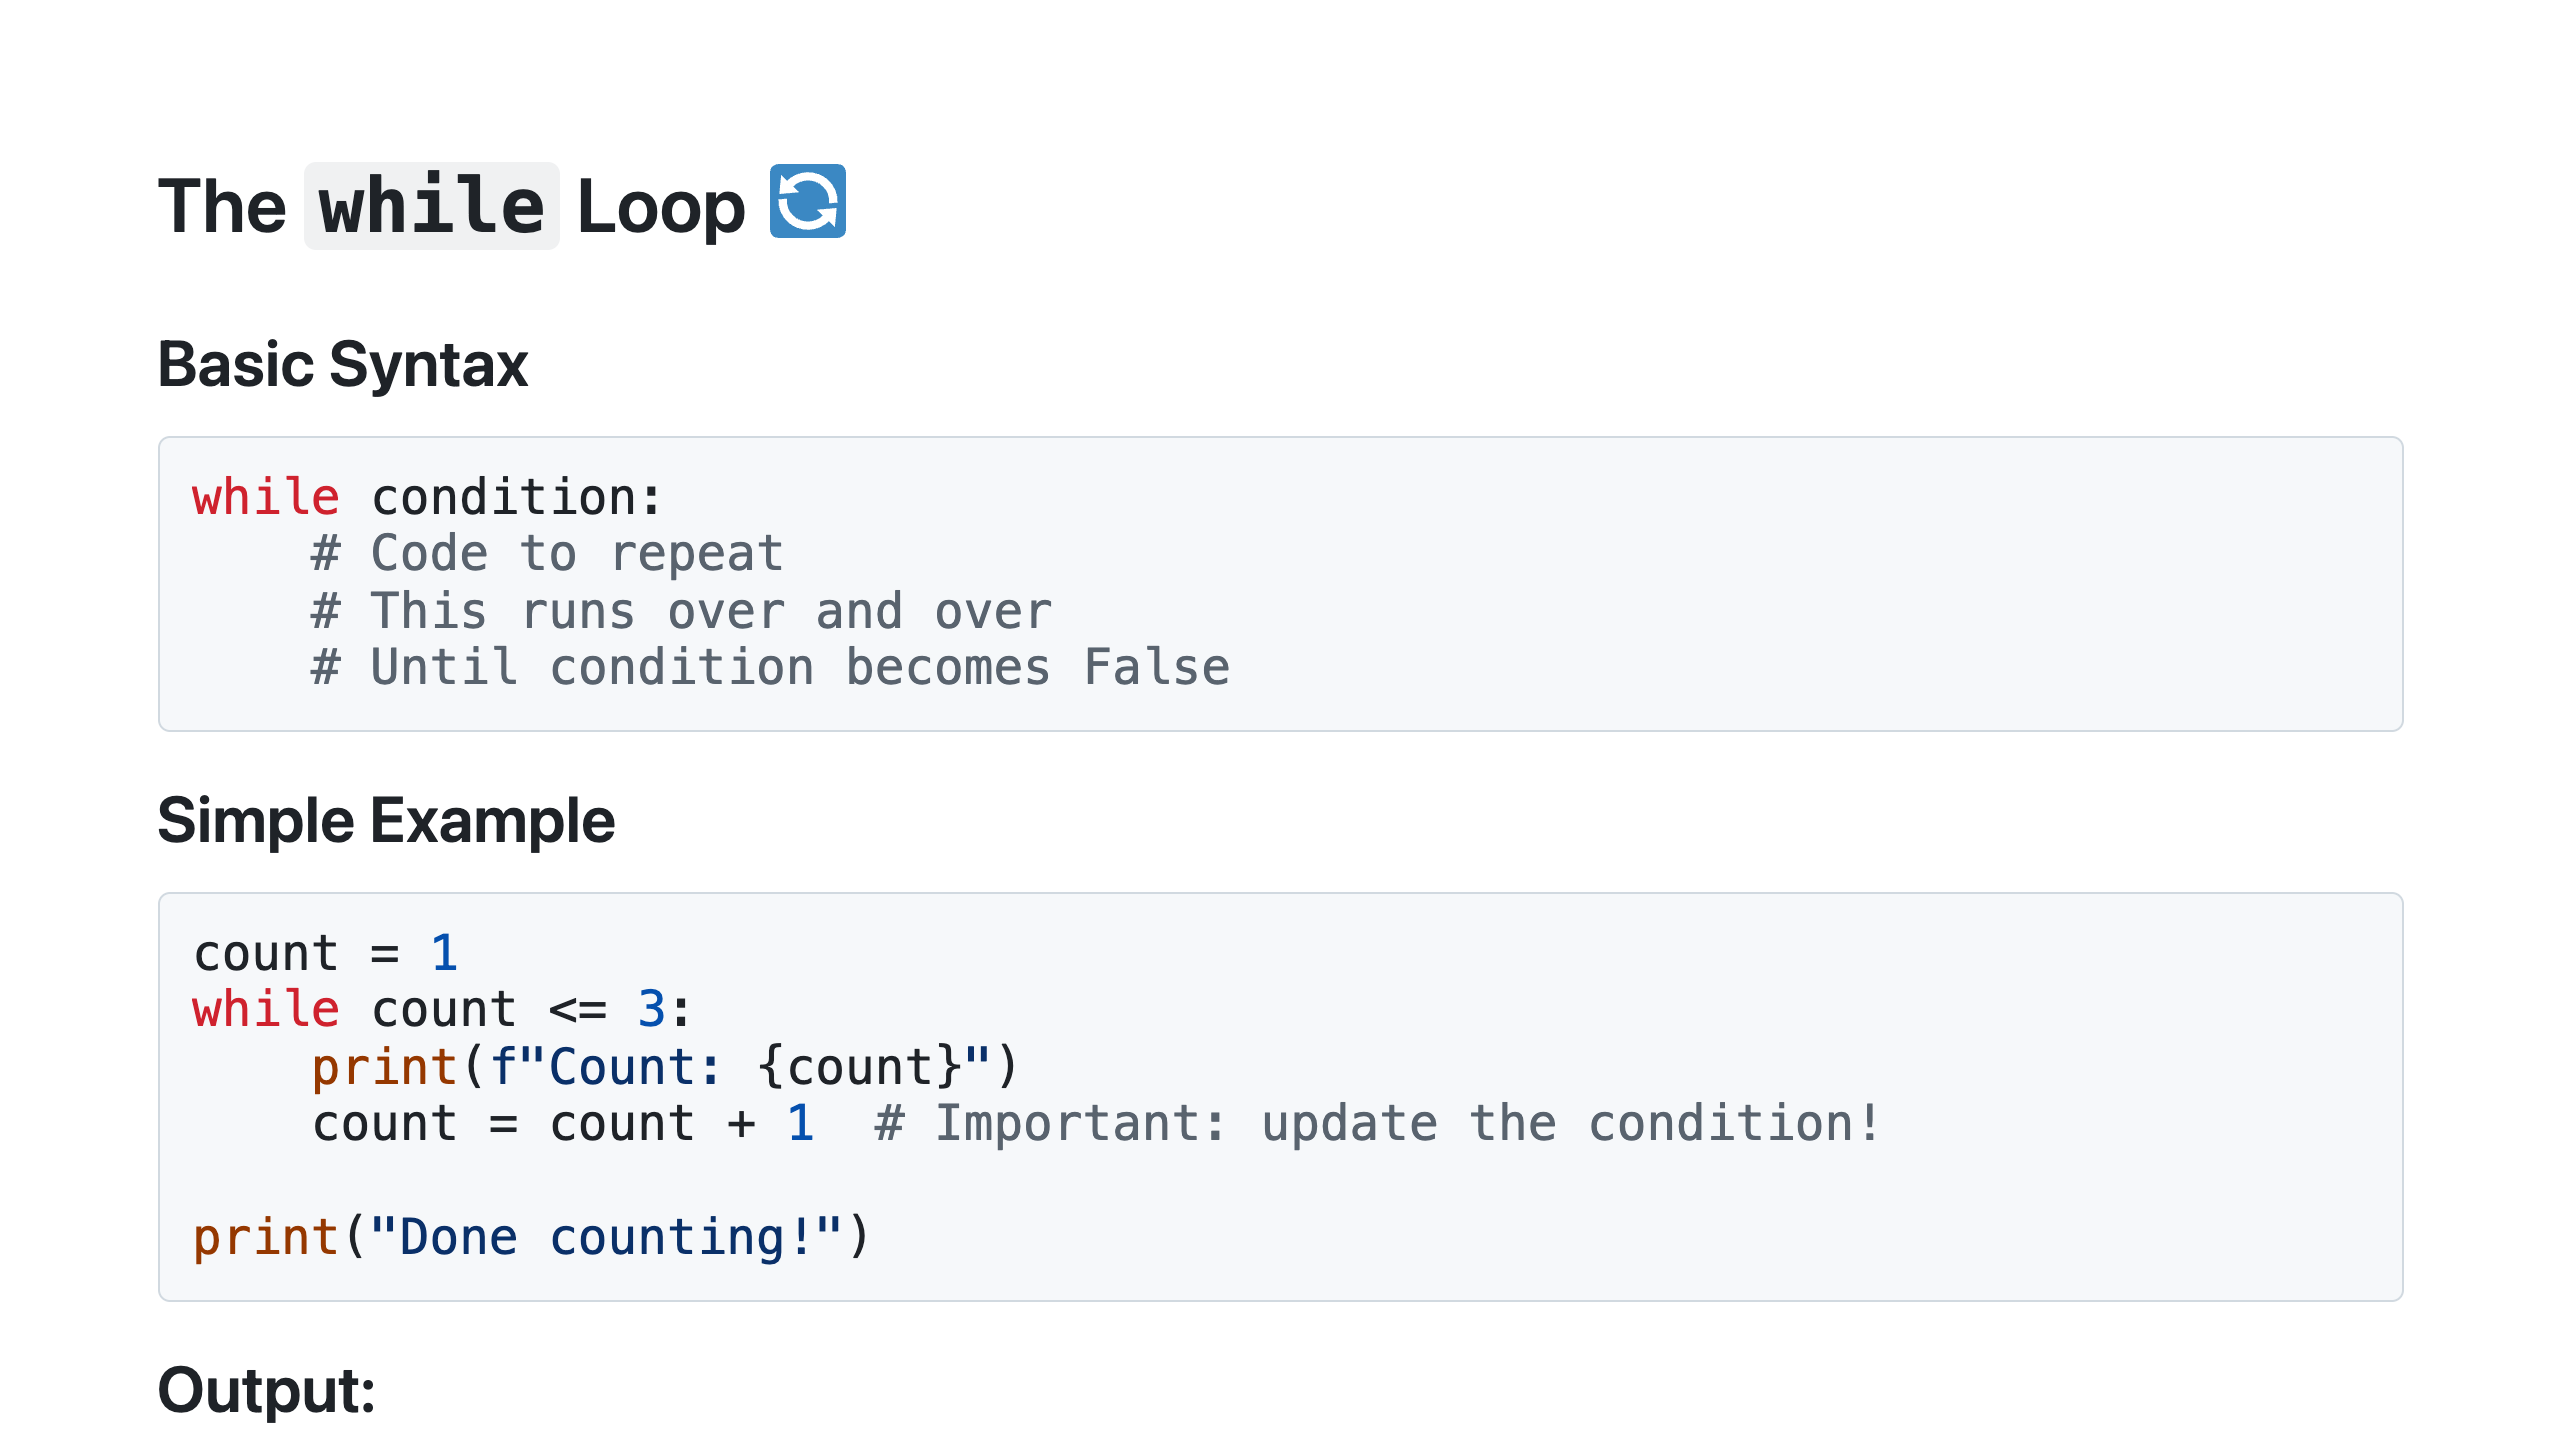 The while Loop 🔄
Basic Syntax
while condition:
    # Code to repeat
    # This runs over and over
    # Until condition becomes False
Simple Example
count = 1
while count <= 3:
    print(f"Count: {count}")
    count = count + 1  # Important: update the condition!
print("Done counting!")
Output: